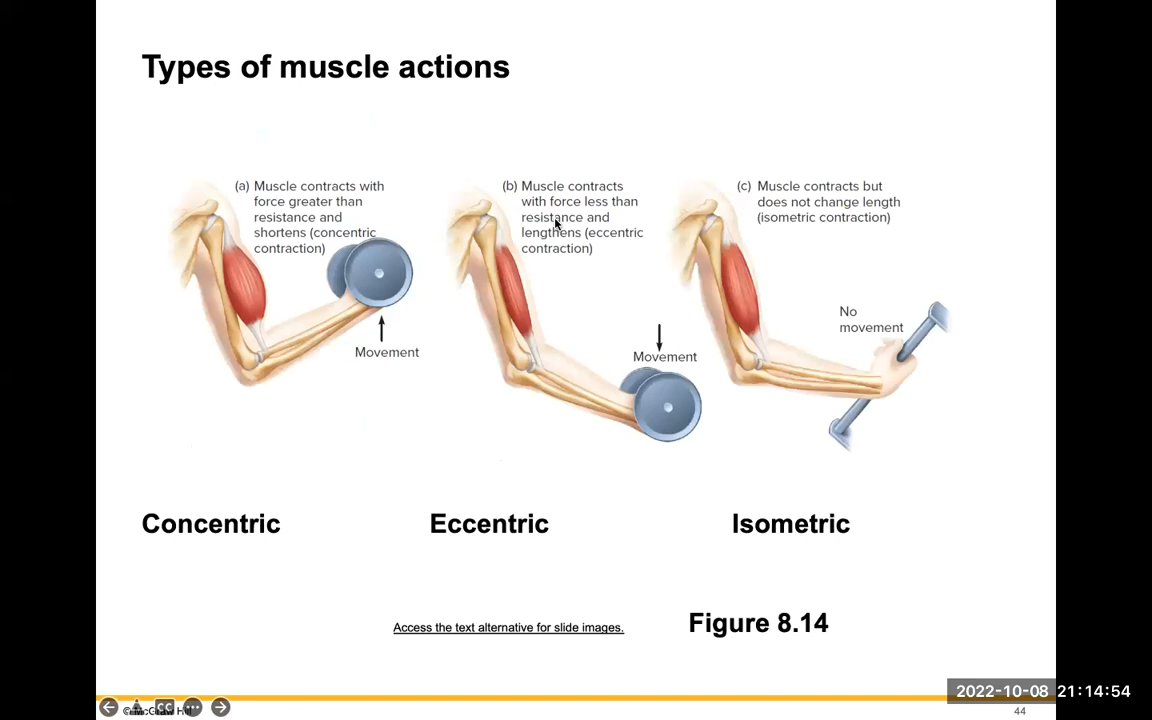 Types of muscle actions
(a) Muscle contracts with
force greater than
resistance and
shortens (concentric
contraction)
Movement
(b) Muscle contracts
with force less than
resistance and
lengthens (eccentric
contraction)
Movement
(c) Muscle contracts but
does not change length
(isometric contraction)
No
movement
Concentric
Eccentric
Isometric
Access the text alternative for slide images.
Figure 8.14
2022-10-08 21:14:54
© McGraw Hill
CC
44